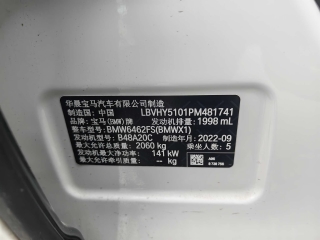 华晨宝马汽车有限公司制造
制造国: 中国 LBVHY5101PM481741
品牌: 宝马(BMW)牌 发动机排量: 1998 mL
整车型号: BMW6462FS(BMWX1)
发动机型号: B48A20C 制造年月: 2022-09
最大允许总质量: 2060 kg 乘坐人数: 5
发动机最大净功率: 141 kW
最大允许牵引质量: -- kg